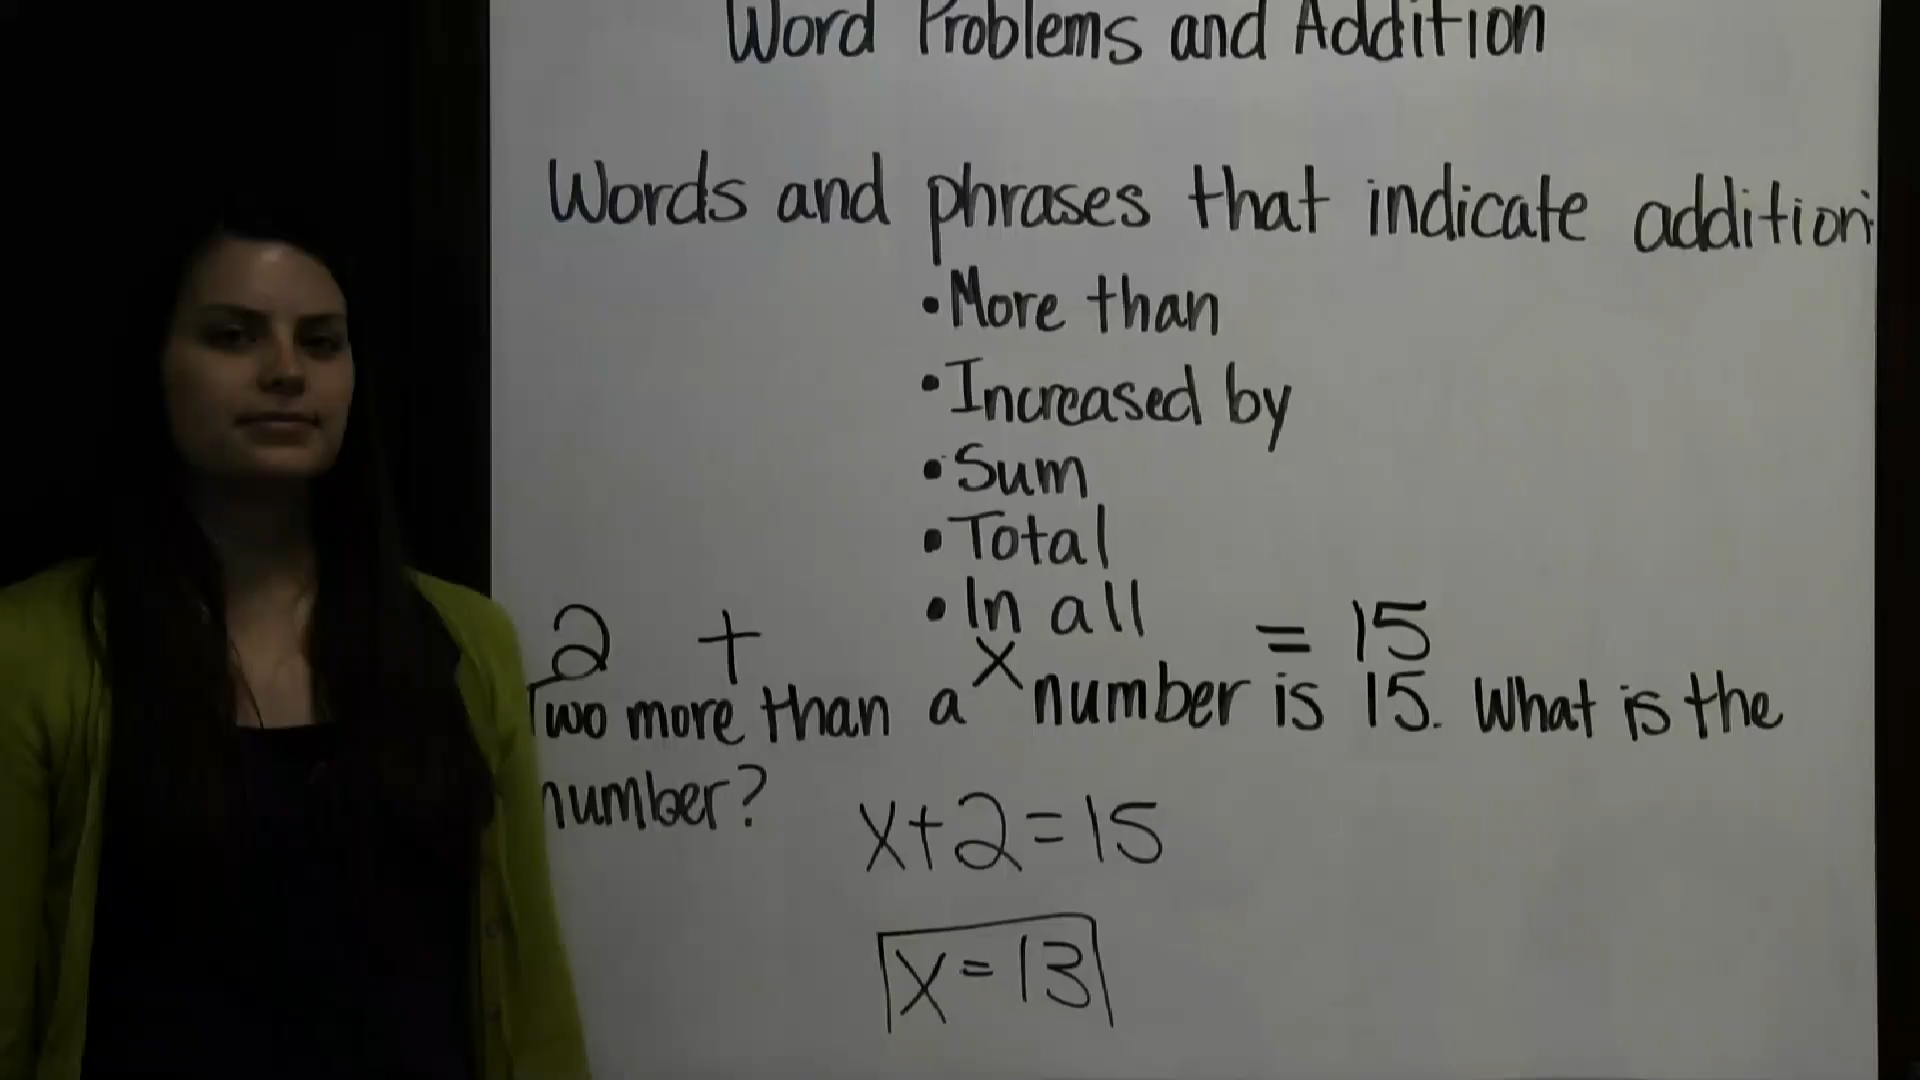 Word Problems and Addition
Words and phrases that indicate addition:
• More than
• Increased by
• Sum
• Total
• In all
2 + x = 15
Two more than a number is 15. What is the
number?
x+2=15
x=13